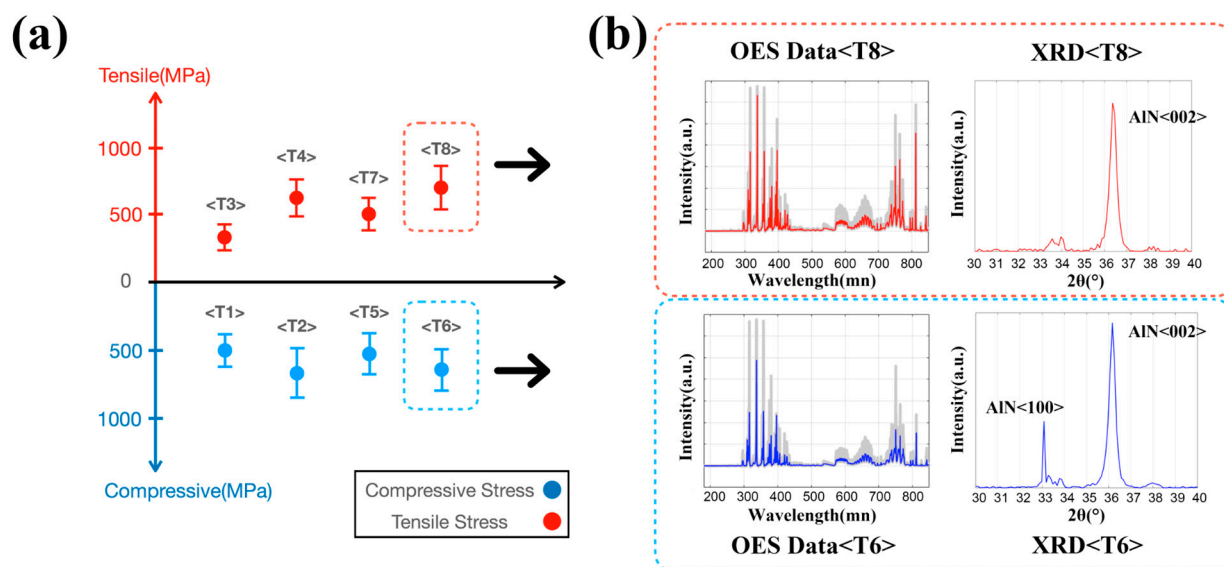 (a)
Tensile(MPa)
1000
500
0
500
1000
Compressive(MPa)
<T3>
<T4>
<T7>
<T8>
<T1>
<T2>
<T5>
<T6>
Compressive Stress
Tensile Stress
(b)
OES Data<T8>
Intensity(a.u.)
200 300 400 500 600 700 800
Wavelength(mn)
XRD<T8>
Intensity(a.u.)
AlN<002>
30 31 33 34 35 36 37 38 39 40
2θ(°)
Intensity(a.u.)
200 300 400 500 600 700 800
Wavelength(mn)
OES Data<T6>
Intensity(a.u.)
AlN<002>
AlN<100>
30 31 33 33 34 35 36 37 38 39 40
2θ(°)
XRD<T6>